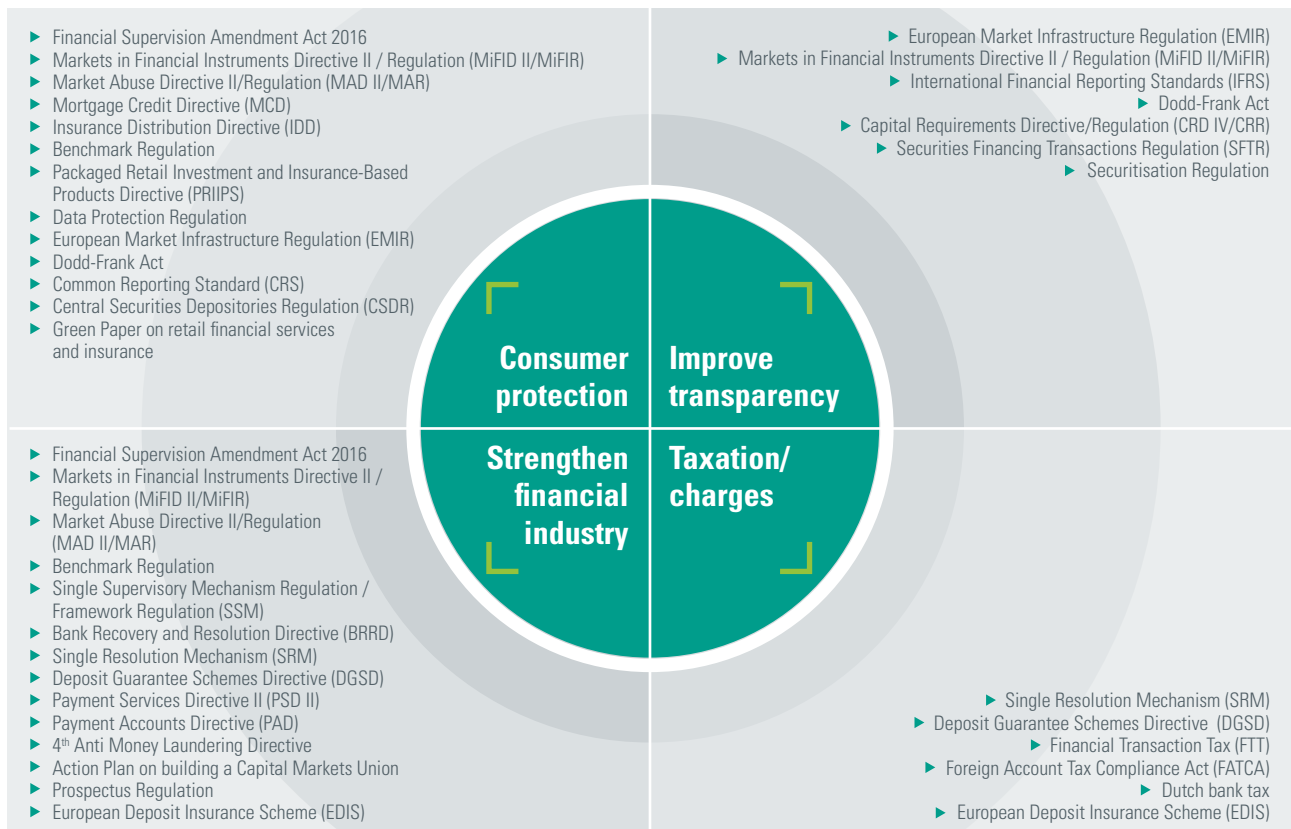 Financial Supervision Amendment Act 2016
Markets in Financial Instruments Directive II / Regulation (MiFID II/MiFIR)
Market Abuse Directive II/Regulation (MAD II/MAR)
Mortgage Credit Directive (MCD)
Insurance Distribution Directive (IDD)
Benchmark Regulation
Packaged Retail Investment and Insurance-Based
Products Directive (PRIIPS)
Data Protection Regulation
European Market Infrastructure Regulation (EMIR)
Dodd-Frank Act
Common Reporting Standard (CRS)
Central Securities Depositories Regulation (CSDR)
Green Paper on retail financial services
and insurance
European Market Infrastructure Regulation (EMIR)
Markets in Financial Instruments Directive II / Regulation (MiFID II/MiFIR)
International Financial Reporting Standards (IFRS)
Dodd-Frank Act
Capital Requirements Directive/Regulation (CRD IV/CRR)
Securities Financing Transactions Regulation (SFTR)
Securitisation Regulation
Consumer
protection
Improve
transparency
Strengthen
financial
industry
Taxation/
charges
Financial Supervision Amendment Act 2016
Markets in Financial Instruments Directive II /
Regulation (MiFID II/MiFIR)
Market Abuse Directive II/Regulation
(MAD II/MAR)
Benchmark Regulation
Single Supervisory Mechanism Regulation /
Framework Regulation (SSM)
Bank Recovery and Resolution Directive (BRRD)
Single Resolution Mechanism (SRM)
Deposit Guarantee Schemes Directive (DGSD)
Payment Services Directive II (PSD II)
Payment Accounts Directive (PAD)
4th Anti Money Laundering Directive
Action Plan on building a Capital Markets Union
Prospectus Regulation
European Deposit Insurance Scheme (EDIS)
Single Resolution Mechanism (SRM)
Deposit Guarantee Schemes Directive (DGSD)
Financial Transaction Tax (FTT)
Foreign Account Tax Compliance Act (FATCA)
Dutch bank tax
European Deposit Insurance Scheme (EDIS)